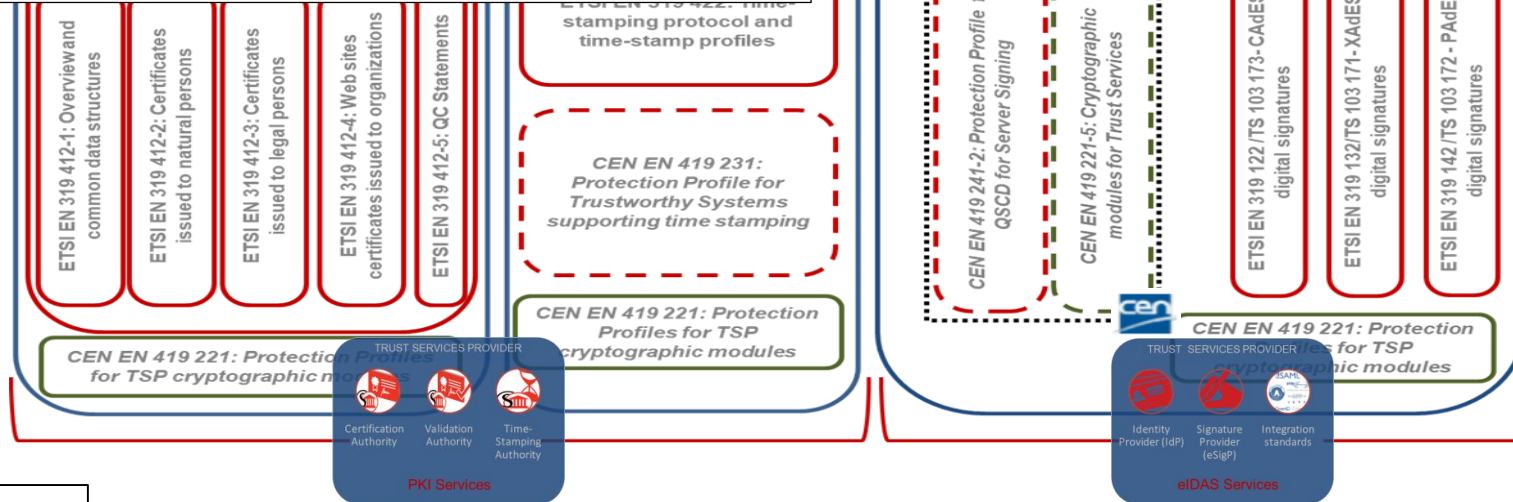 ETSI EN 319 412-1: Overviewand
common data structures
ETSI EN 319 412-2: Certificates
issued to natural persons
ETSI EN 319 412-3: Certificates
issued to legal persons
ETSI EN 319 412-4: Web sites
certificates issued to organizations
ETSI EN 319 412-5: QC Statements
CEN EN 419 221: Protection Profiles
for TSP cryptographic modules
ETSI EN 319 422: Time-
stamping protocol and
time-stamp profiles
CEN EN 419 231:
Protection Profile for
Trustworthy Systems
supporting time stamping
CEN EN 419 221: Protection
Profiles for TSP
cryptographic modules
TRUST SERVICES PROVIDER
Certification
Authority
Validation
Authority
Time-
Stamping
Authority
PKI Services
CEN EN 419 241-2: Protection Profile
QSCD for Server Signing
CEN EN 419 221-5: Cryptographic
modules for Trust Services
cen
ETSI EN 319 122 /TS 103 173- CAdES
digital signatures
ETSI EN 319 132/TS 103 171- XAdES
digital signatures
ETSI EN 319 142 /TS 103 172 - PAdES
digital signatures
CEN EN 419 221: Protection
Profiles for TSP
cryptographic modules
TRUST SERVICES PROVIDER
SAML
Identity
Provider (IdP)
Signature
Provider
(eSigP)
Integration
standards
eIDAS Services